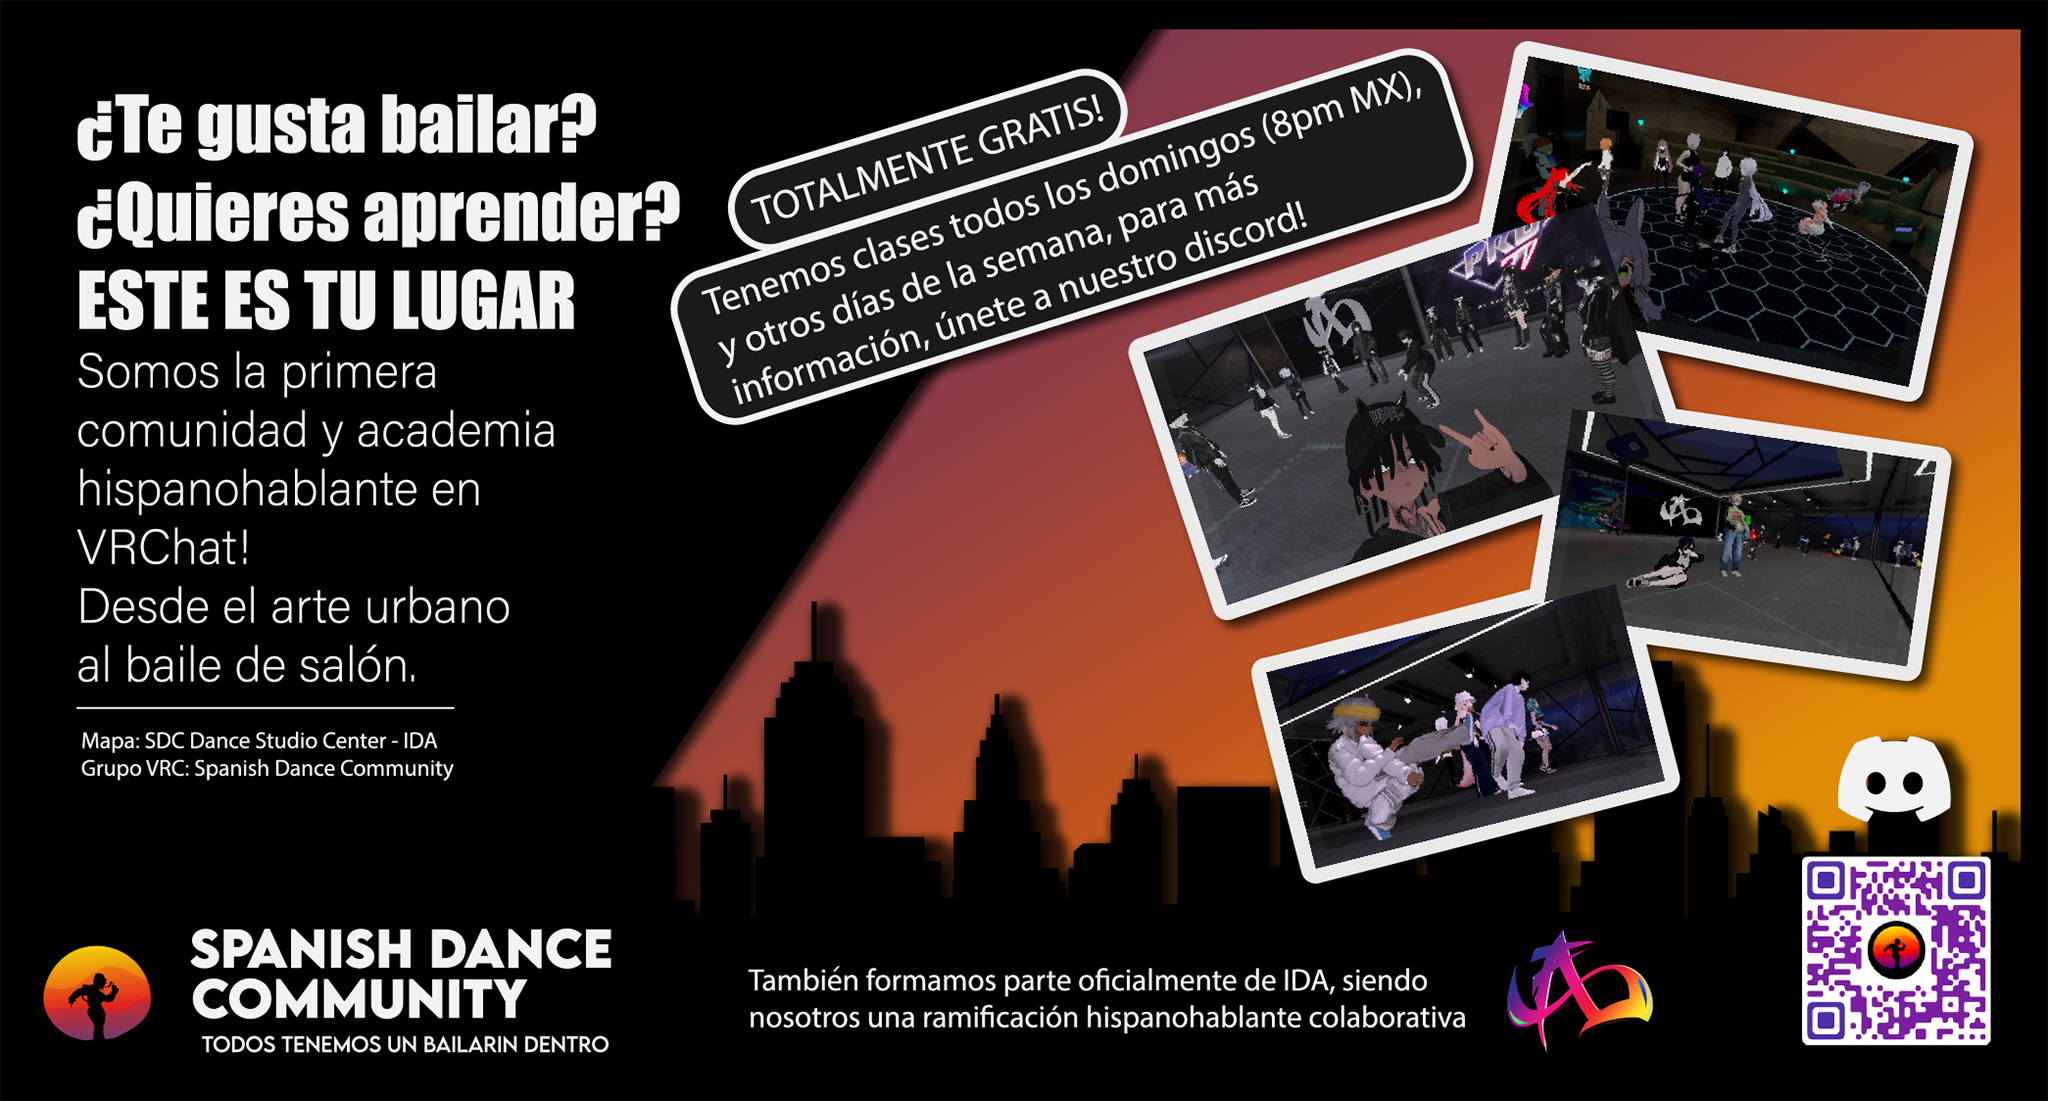 ¿Te gusta bailar?
¿Quieres aprender?
ESTE ES TU LUGAR
Somos la primera
comunidad y academia
hispanohablante en
VRChat!
Desde el arte urbano
al baile de salón.
Mapa: SDC Dance Studio Center - IDA
Grupo VRC: Spanish Dance Community
TOTALMENTE GRATIS!
Tenemos clases todos los domingos (8pm MX),
y otros días de la semana, para más
información, únete a nuestro discord!
SPANISH DANCE
COMMUNITY
TODOS TENEMOS UN BAILARIN DENTRO
También formamos parte oficialmente de IDA, siendo
nosotros una ramificación hispanohablante colaborativa